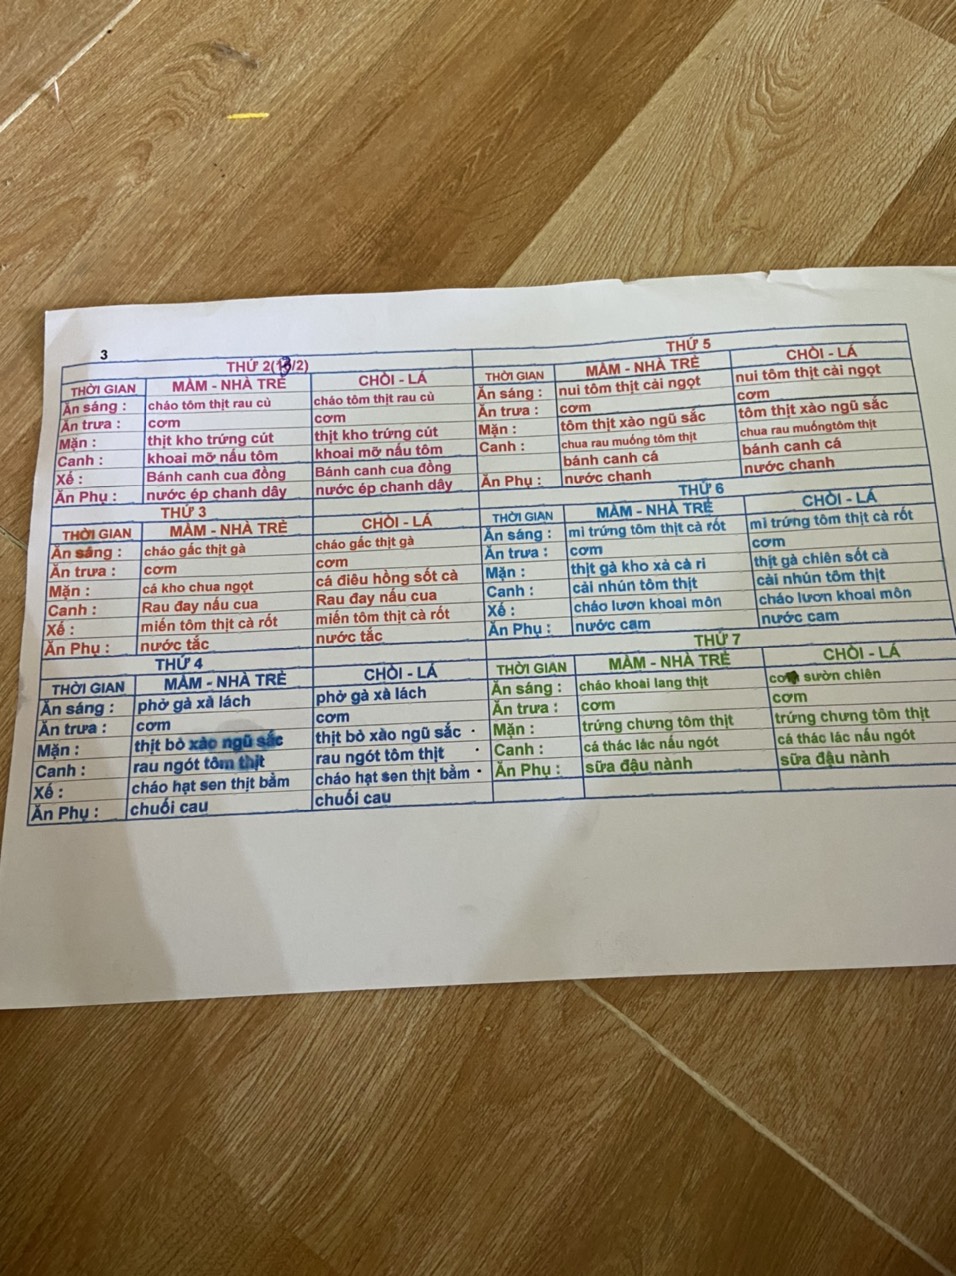 3
THỨ 2(13/2)
THỜI GIAN MẦM - NHÀ TRẺ CHỒI - LÁ
Ăn sáng : cháo tôm thịt rau củ cháo tôm thịt rau củ
Ăn trưa : cơm cơm
Mặn : thịt kho trứng cút thịt kho trứng cút
Canh : khoai mỡ nấu tôm khoai mỡ nấu tôm
Xế : Bánh canh cua đồng Bánh canh cua đồng
Ăn Phụ : nước ép chanh dây nước ép chanh dây
THỨ 3
THỜI GIAN MẦM - NHÀ TRẺ CHỒI - LÁ
Ăn sáng : cháo gấc thịt gà cháo gấc thịt gà
Ăn trưa : cơm cơm
Mặn : cá kho chua ngọt cá điêu hồng sốt cà
Canh : Rau đay nấu cua Rau đay nấu cua
Xế : miến tôm thịt cà rốt miến tôm thịt cà rốt
Ăn Phụ : nước tắc nước tắc
THỨ 4
THỜI GIAN MẦM - NHÀ TRẺ CHỒI - LÁ
Ăn sáng : phở gà xà lách phở gà xà lách
Ăn trưa : cơm cơm
Mặn : thịt bò xào ngũ sắc thịt bò xào ngũ sắc
Canh : rau ngót tôm thịt rau ngót tôm thịt
Xế : cháo hạt sen thịt bằm cháo hạt sen thịt bằm
Ăn Phụ : chuối cau chuối cau
THỨ 5
THỜI GIAN MẦM - NHÀ TRẺ CHỒI - LÁ
Ăn sáng : nui tôm thịt cải ngọt nui tôm thịt cải ngọt
Ăn trưa : cơm cơm
Mặn : tôm thịt xào ngũ sắc tôm thịt xào ngũ sắc
Canh : chua rau muống tôm thịt chua rau muốngtôm thịt
bánh canh cá bánh canh cá
Ăn Phụ : nước chanh nước chanh
THỨ 6
THỜI GIAN MẦM - NHÀ TRẺ CHỒI - LÁ
Ăn sáng : mì trứng tôm thịt cà rốt mì trứng tôm thịt cà rốt
Ăn trưa : cơm cơm
Mặn : thịt gà kho xả cà ri thịt gà chiên sốt cà
Canh : cải nhún tôm thịt cải nhún tôm thịt
Xế : cháo lươn khoai môn cháo lươn khoai môn
Ăn Phụ : nước cam nước cam
THỨ 7
THỜI GIAN MẦM - NHÀ TRẺ CHỒI - LÁ
Ăn sáng : cháo khoai lang thịt sườn chiên
Ăn trưa : cơm cơm
Mặn : trứng chưng tôm thịt trứng chưng tôm thịt
Canh : cá thác lác nấu ngót cá thác lác nấu ngót
Ăn Phụ : sữa đậu nành sữa đậu nành